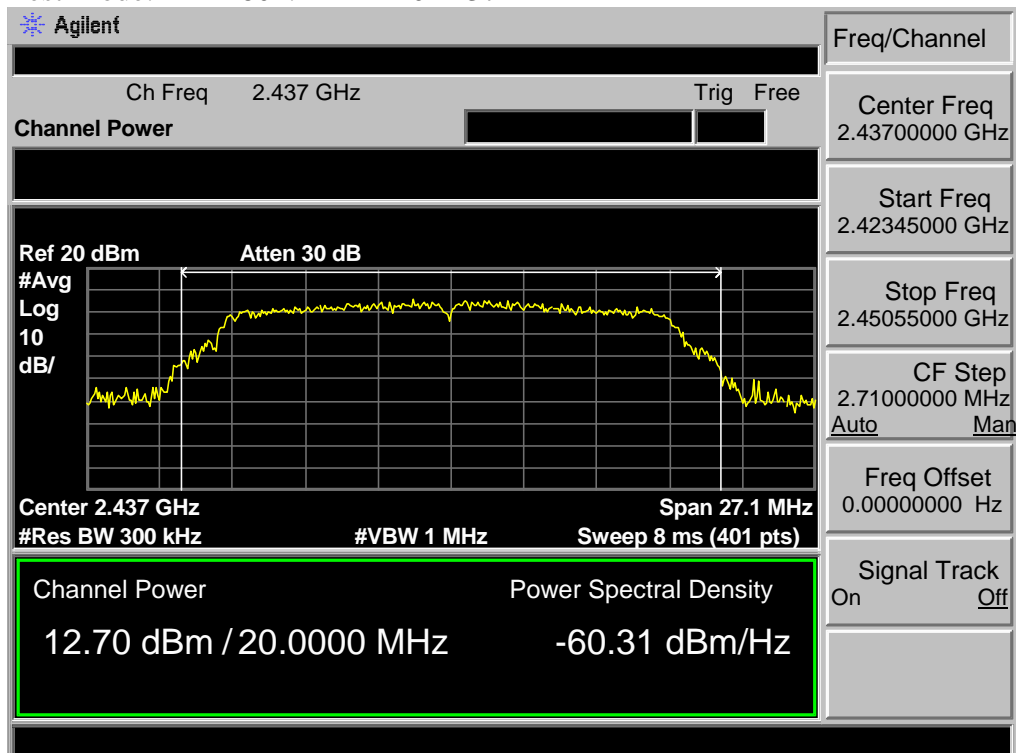 Agilent
Ch Freq 2.437 GHz Trig Free
Channel Power
Ref 20 dBm Atten 30 dB
#Avg
Log
10
dB/
Center 2.437 GHz Span 27.1 MHz
#Res BW 300 kHz #VBW 1 MHz Sweep 8 ms (401 pts)
Channel Power Power Spectral Density
12.70 dBm / 20.0000 MHz -60.31 dBm/Hz
Freq/Channel
Center Freq
2.43700000 GHz
Start Freq
2.42345000 GHz
Stop Freq
2.45055000 GHz
CF Step
2.71000000 MHz
Auto Man
Freq Offset
0.00000000 Hz
Signal Track
On Off